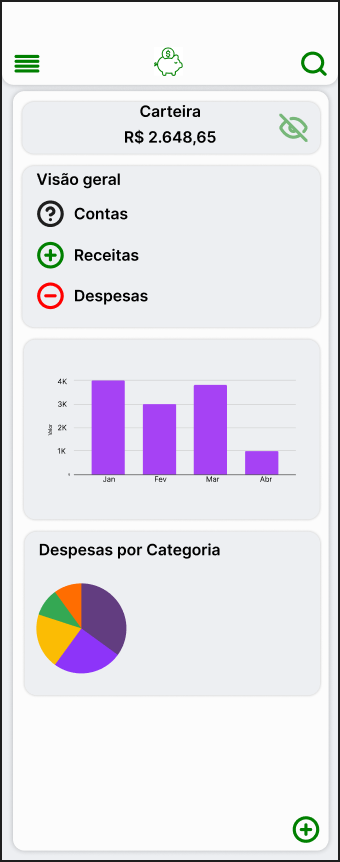 $
Carteira
R$ 2.648,65
Visão geral
?
Contas
Receitas
Despesas
4K
3K
2K
1K
Valor
Jan Fev Mar Abr
Despesas por Categoria